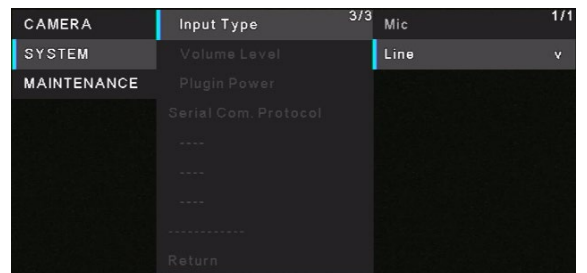 CAMERA
SYSTEM
MAINTENANCE
Input Type 3/3
Volume Level
Plugin Power
Serial Com. Protocol
----
----
----
------------
Return
Mic 1/1
Line v